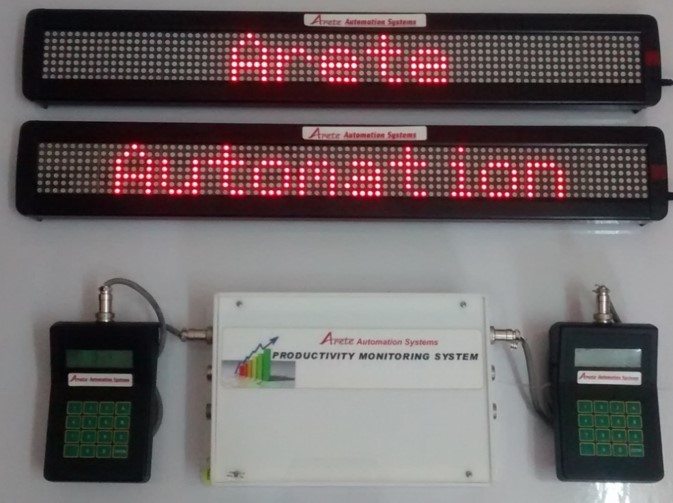 Arete Automation Systems
Arete
Arete Automation Systems
Automation
Arete Automation Systems
PRODUCTIVITY MONITORING SYSTEM
Arete Automation Systems
Arete Automation Systems